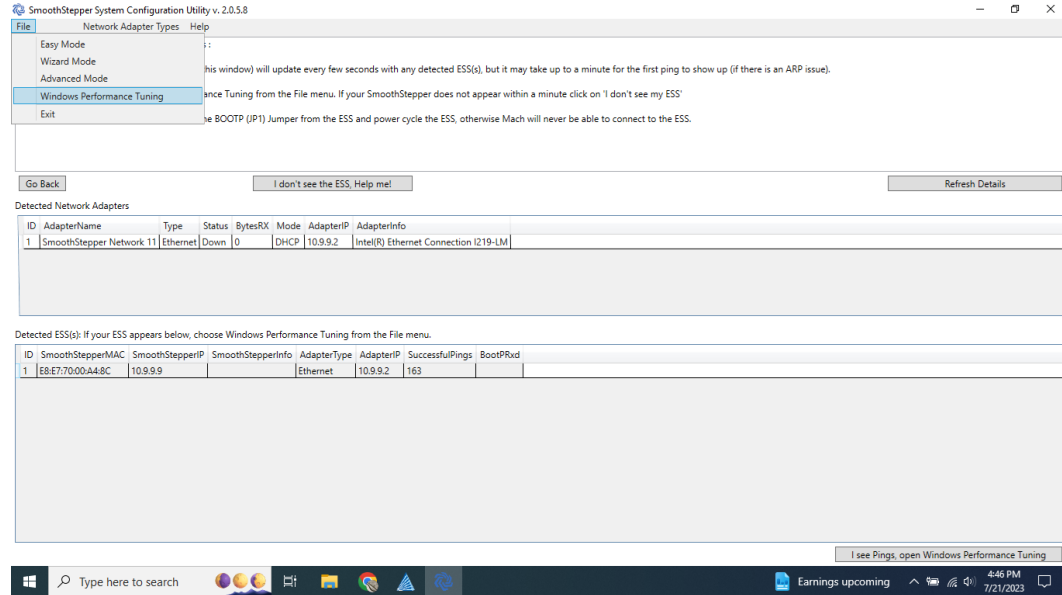 SmoothStepper System Configuration Utility v. 2.0.5.8
File Network Adapter Types Help
Easy Mode
Wizard Mode
Advanced Mode
Windows Performance Tuning
Exit
s :
his window) will update every few seconds with any detected ESS(s), but it may take up to a minute for the first ping to show up (if there is an ARP issue).
ance Tuning from the File menu. If your SmoothStepper does not appear within a minute click on 'I don't see my ESS'
he BOOTP (JP1) Jumper from the ESS and power cycle the ESS, otherwise Mach will never be able to connect to the ESS.
Go Back I don't see the ESS, Help me! Refresh Details
Detected Network Adapters
ID AdapterName Type Status BytesRX Mode AdapterIP AdapterInfo
1 SmoothStepper Network 11 Ethernet Down 0 DHCP 10.9.9.2 Intel(R) Ethernet Connection I219-LM
Detected ESS(s): If your ESS appears below, choose Windows Performance Tuning from the File menu.
ID SmoothStepperMAC SmoothStepperIP SmoothStepperInfo AdapterType AdapterIP SuccessfulPings BootPRxd
1 E8:E7:70:00:A4:8C 10.9.9.9 Ethernet 10.9.9.2 163
I see Pings, open Windows Performance Tuning
Type here to search Earnings upcoming 4:46 PM
7/21/2023